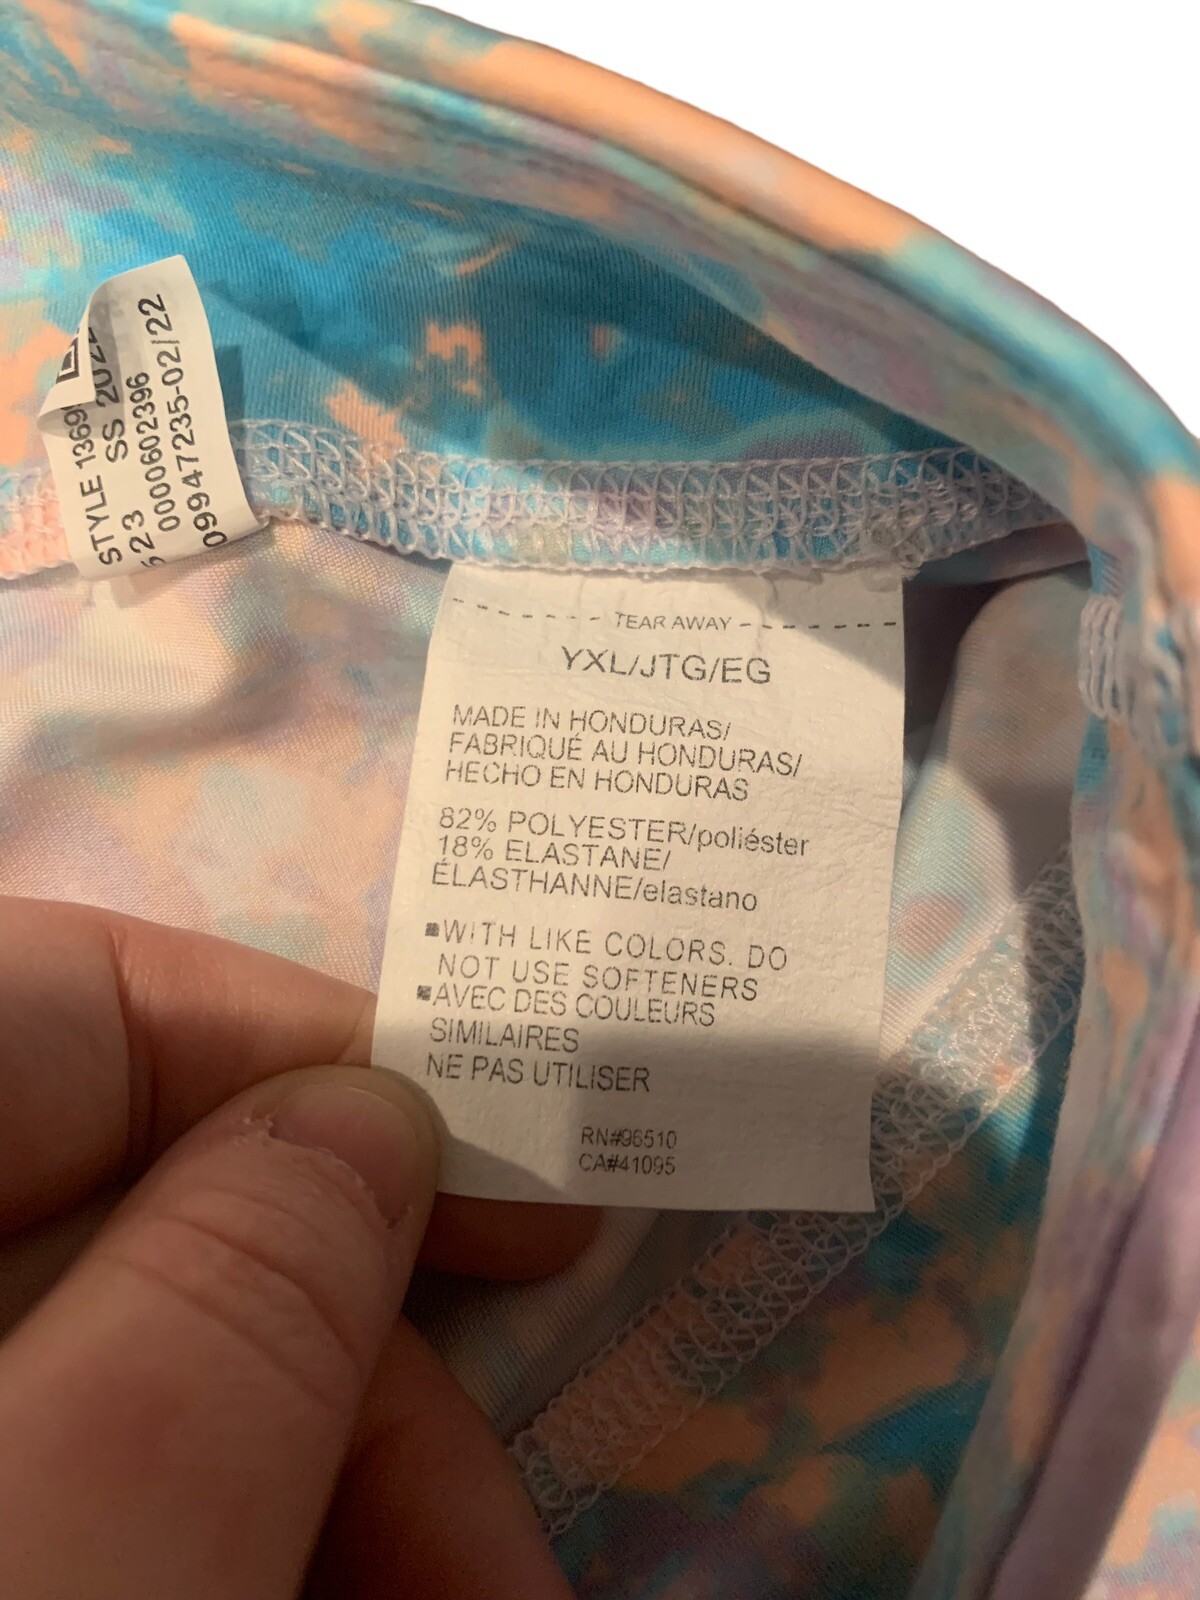 STYLE 1369
SS 202
623
0000602396
09947235-02/22
TEAR AWAY
YXL/JTG/EG
MADE IN HONDURAS/
FABRIQUÉ AU HONDURAS/
HECHO EN HONDURAS
82% POLYESTER/poliéster
18% ELASTANE/
ÉLASTHANNE/elastano
WITH LIKE COLORS. DO
NOT USE SOFTENERS
AVEC DES COULEURS
SIMILAIRES
NE PAS UTILISER
RN#96510
CA#41095